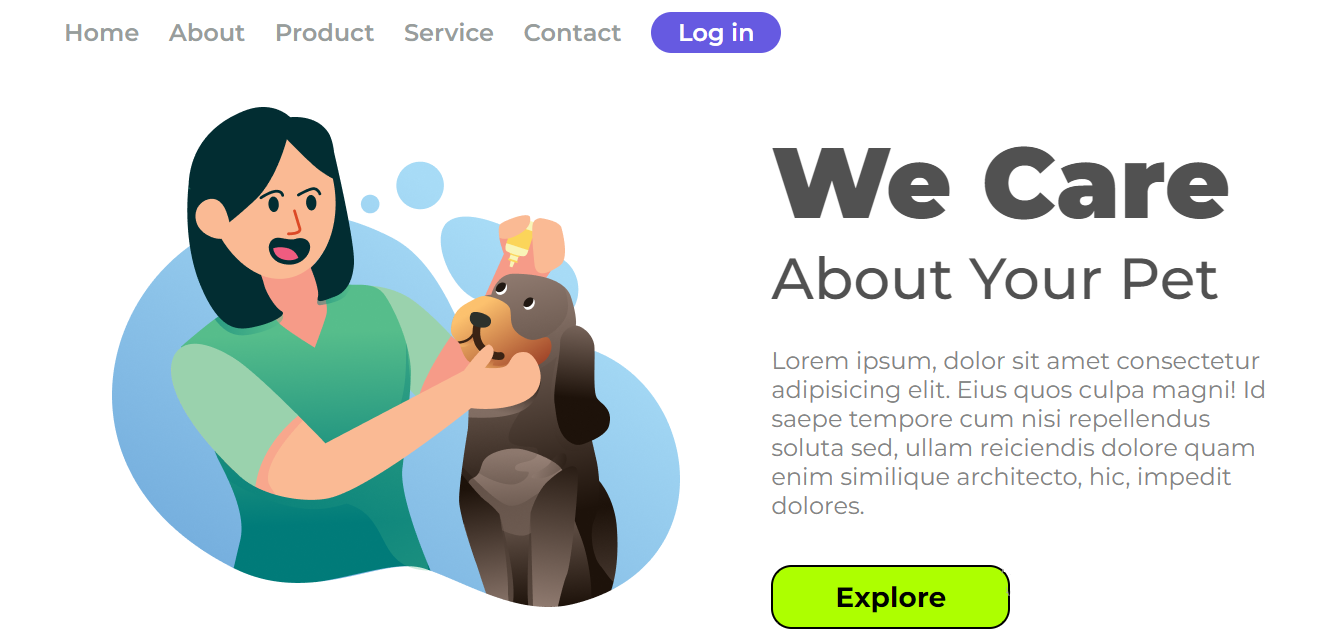 Home About Product Service Contact Log in
We Care
About Your Pet
Lorem ipsum, dolor sit amet consectetur
adipisicing elit. Eius quos culpa magni! Id
saepe tempore cum nisi repellendus
soluta sed, ullam reiciendis dolore quam
enim similique architecto, hic, impedit
dolores.
Explore